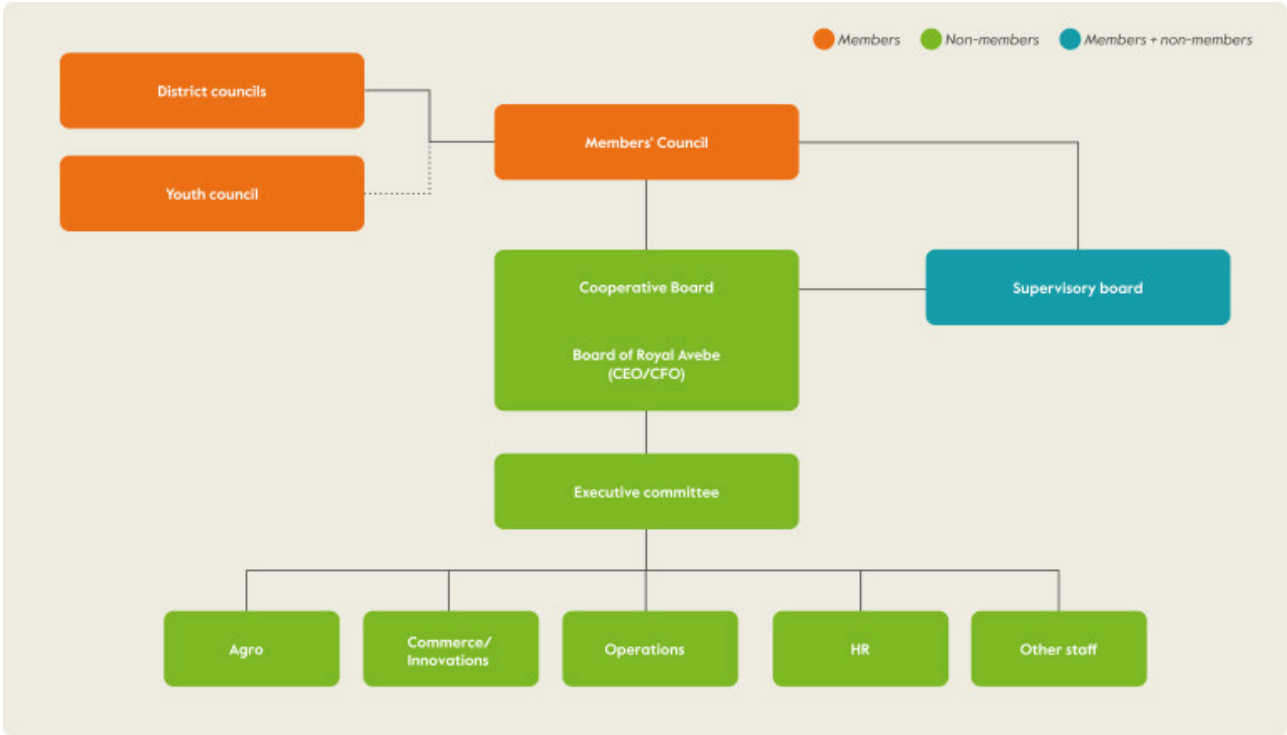 Members
Non-members
Members + non-members
District councils
Members' Council
Youth council
Cooperative Board
Supervisory board
Board of Royal Avebe
(CEO/CFO)
Executive committee
Agro
Commerce/
Innovations
Operations
HR
Other staff